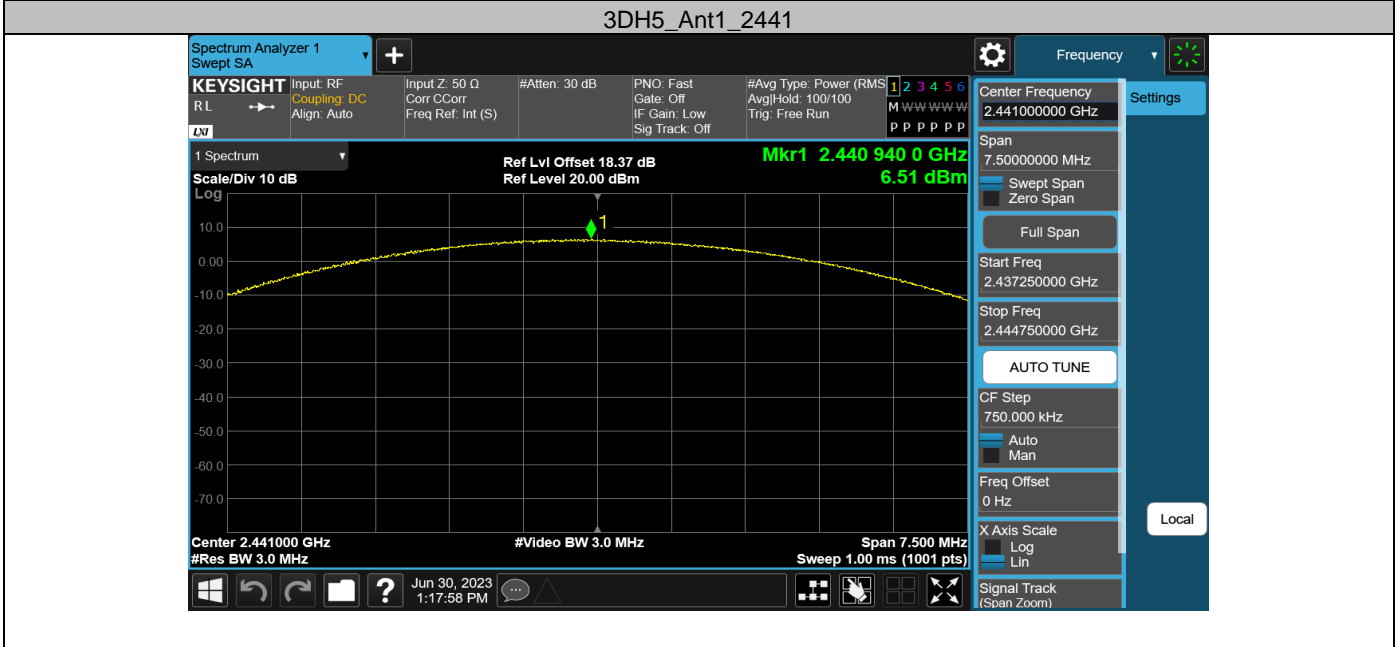 3DH5_Ant1_2441
Spectrum Analyzer 1
Swept SA
Frequency
KEYSIGHT
R L
LXI
Input: RF
Coupling: DC
Align: Auto
Input Z: 50 Ω
Corr CCorr
Freq Ref: Int (S)
#Atten: 30 dB
PNO: Fast
Gate: Off
IF Gain: Low
Sig Track: Off
#Avg Type: Power (RMS
Avg|Hold: 100/100
Trig: Free Run
1 2 3 4 5 6
M W W W W W
P P P P P P
1 Spectrum
Scale/Div 10 dB
Log
Ref Lvl Offset 18.37 dB
Ref Level 20.00 dBm
Mkr1 2.440 940 0 GHz
6.51 dBm
1
10.0
0.00
-10.0
-20.0
-30.0
-40.0
-50.0
-60.0
-70.0
Center 2.441000 GHz
#Res BW 3.0 MHz
#Video BW 3.0 MHz
Span 7.500 MHz
Sweep 1.00 ms (1001 pts)
Jun 30, 2023
1:17:58 PM
Center Frequency
2.441000000 GHz
Span
7.50000000 MHz
Swept Span
Zero Span
Full Span
Start Freq
2.437250000 GHz
Stop Freq
2.444750000 GHz
AUTO TUNE
CF Step
750.000 kHz
Auto
Man
Freq Offset
0 Hz
X Axis Scale
Log
Lin
Signal Track
(Span Zoom)
Settings
Local